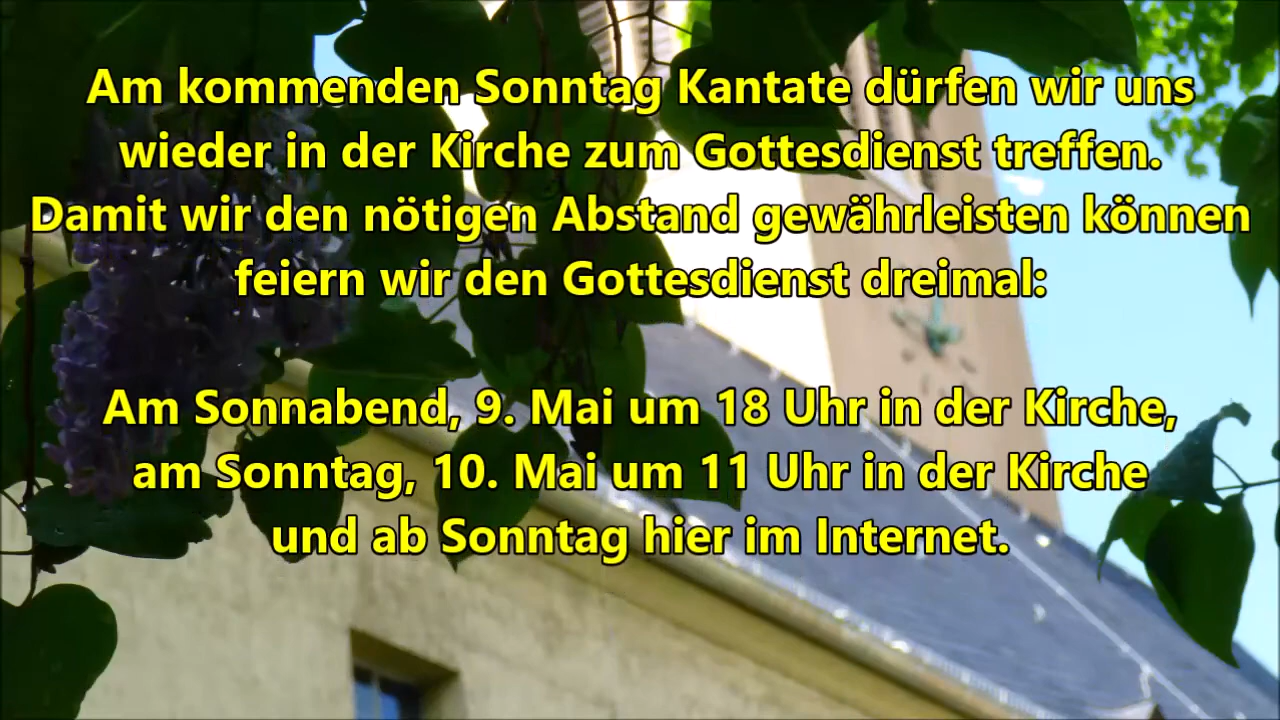 Am kommenden Sonntag Kantate dürfen wir uns
wieder in der Kirche zum Gottesdienst treffen.
Damit wir den nötigen Abstand gewährleisten können
feiern wir den Gottesdienst dreimal:
Am Sonnabend, 9. Mai um 18 Uhr in der Kirche,
am Sonntag, 10. Mai um 11 Uhr in der Kirche
und ab Sonntag hier im Internet.